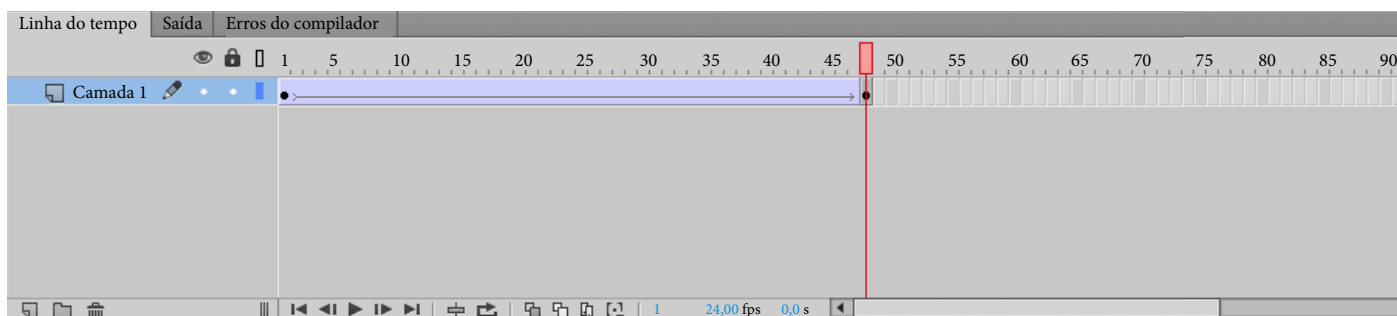 Linha do tempo Saída Erros do compilador
1 5 10 15 20 25 30 35 40 45 50 55 60 65 70 75 80 85 90
Camada 1
1 24,00 fps 0,0 s